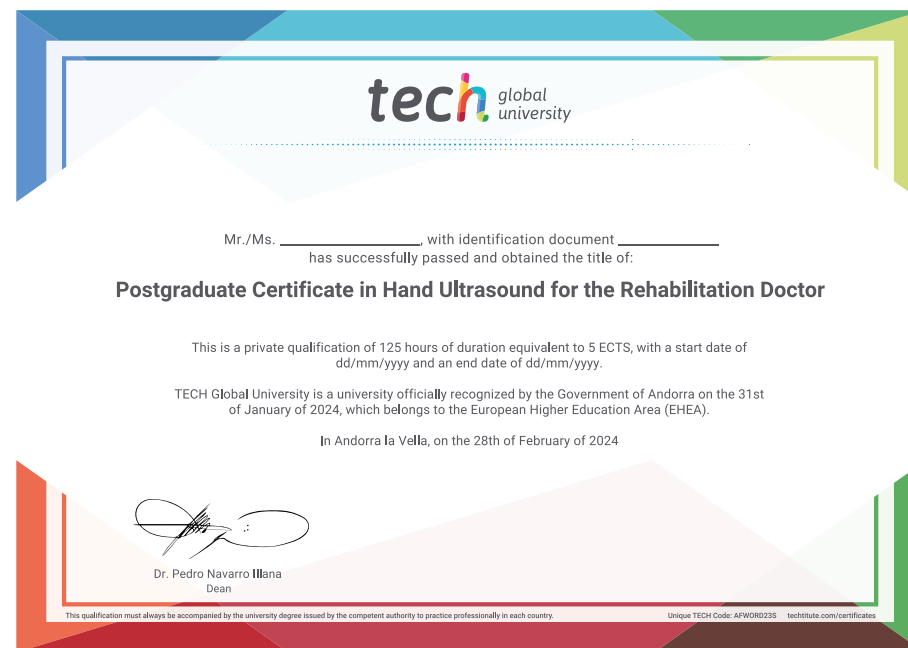 tech global university
Mr./Ms. ____________, with identification document ____________
has successfully passed and obtained the title of:
Postgraduate Certificate in Hand Ultrasound for the Rehabilitation Doctor
This is a private qualification of 125 hours of duration equivalent to 5 ECTS, with a start date of
dd/mm/yyyy and an end date of dd/mm/yyyy.
TECH Global University is a university officially recognized by the Government of Andorra on the 31st
of January of 2024, which belongs to the European Higher Education Area (EHEA).
In Andorra la Vella, on the 28th of February of 2024
Dr. Pedro Navarro Illana
Dean
This qualification must always be accompanied by the university degree issued by the competent authority to practice professionally in each country.
Unique TECH Code: AFWORD23S techtitute.com/certificates